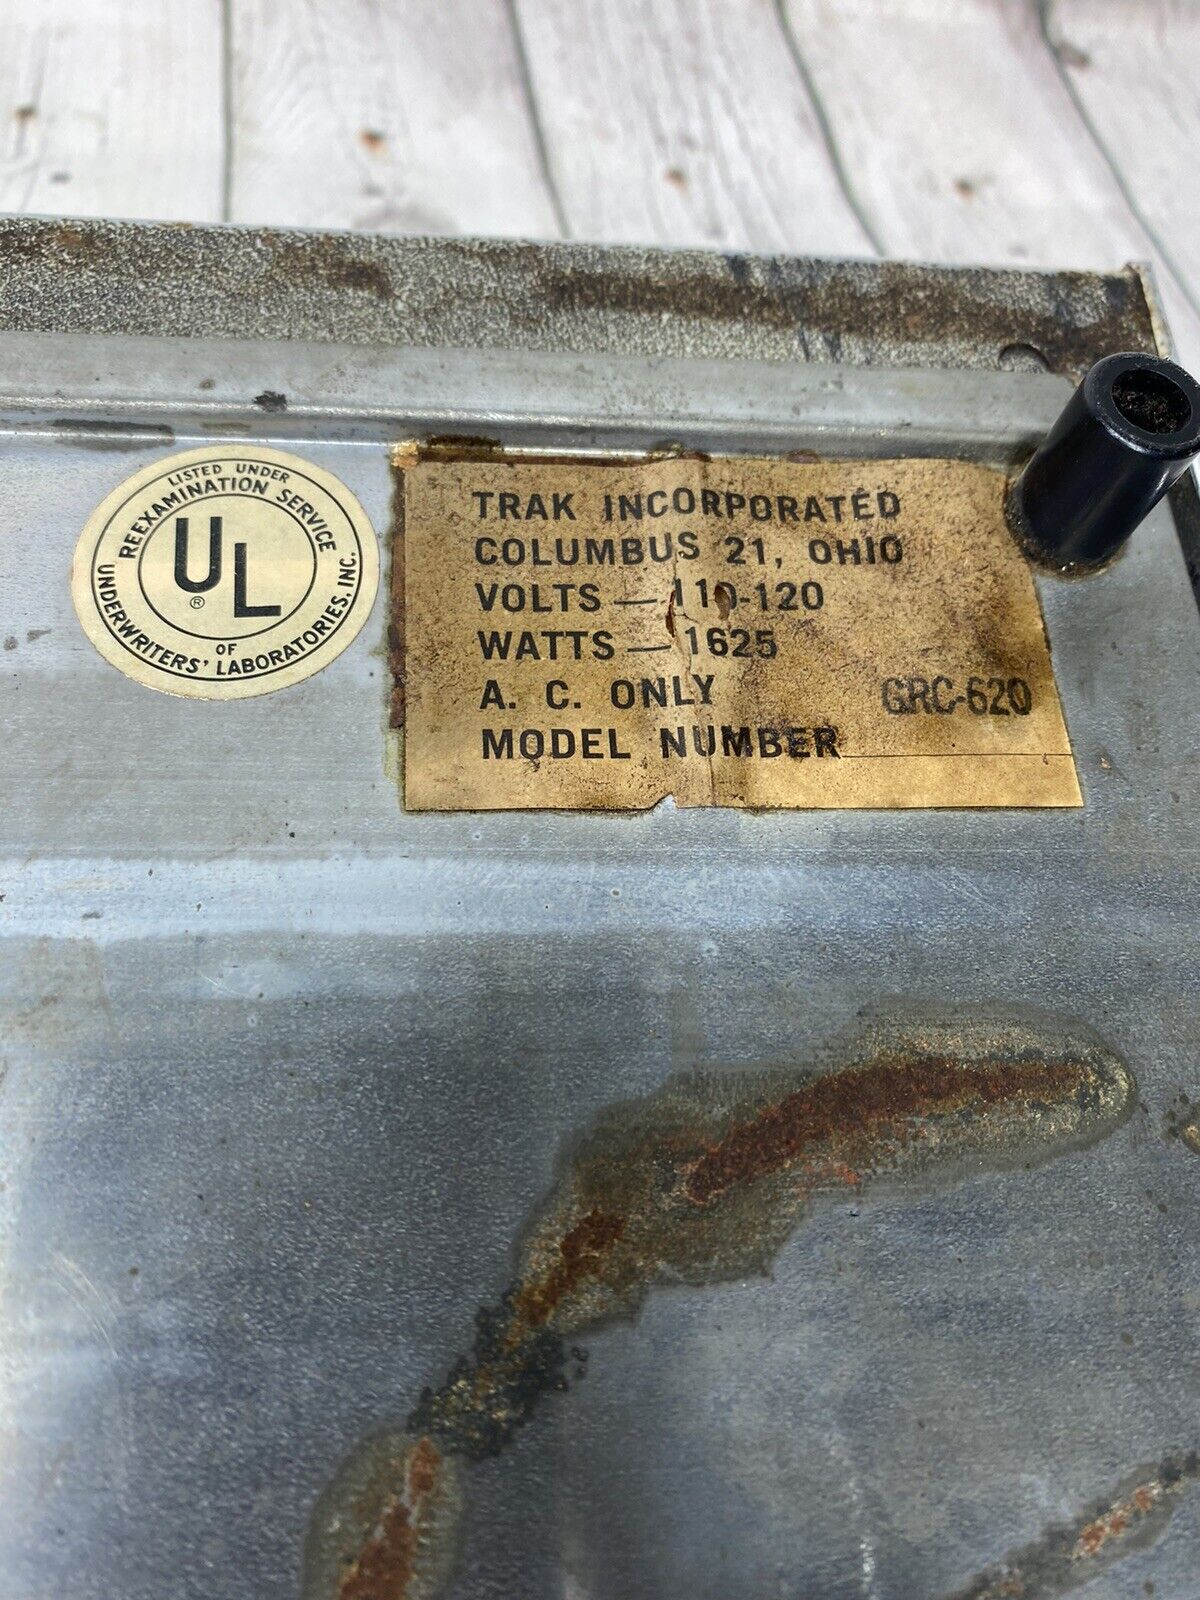 LISTED UNDER
REEXAMINATION SERVICE
UL
®
OF
UNDERWRITERS' LABORATORIES, INC.
TRAK INCORPORATED
COLUMBUS 21, OHIO
VOLTS — 110-120
WATTS — 1625
A. C. ONLY
MODEL NUMBER GRC-620